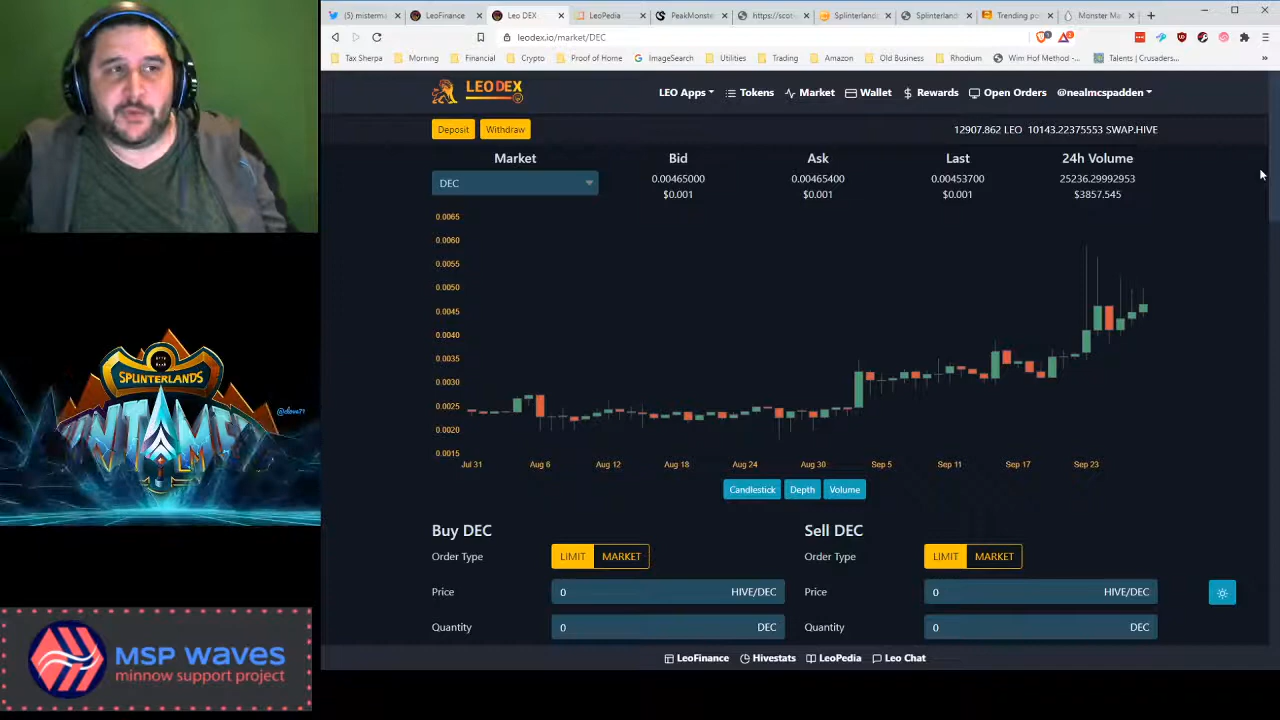 (5) misterma
LeoFinance
Leo DEX
LeoPedia
PeakMonste
https://scot-
Splinterland
Splinterland
Trending po
Monster Ma
leodex.io/market/DEC
Tax Sherpa
Morning
Financial
Crypto
Proof of Home
ImageSearch
Utilities
Trading
Amazon
Old Business
Rhodium
Wim Hof Method - ...
Talents | Crusaders...
LEO DEX
LEO Apps
Tokens
Market
Wallet
Rewards
Open Orders
@nealmcspadden
Deposit
Withdraw
12907.862 LEO 10143.22375553 SWAP.HIVE
Market
Bid
Ask
Last
24h Volume
DEC
0.00465000
0.00465400
0.00453700
25236.29992953
$0.001
$0.001
$0.001
$3857.545
0.0065
0.0060
0.0055
0.0050
0.0045
0.0040
0.0035
0.0030
0.0025
0.0020
0.0015
Jul 31
Aug 6
Aug 12
Aug 18
Aug 24
Aug 30
Sep 5
Sep 11
Sep 17
Sep 23
Candlestick
Depth
Volume
Buy DEC
Order Type
LIMIT
MARKET
Price
0
HIVE/DEC
Quantity
0
DEC
Sell DEC
Order Type
LIMIT
MARKET
Price
0
HIVE/DEC
Quantity
0
DEC
LeoFinance
Hivestats
LeoPedia
Leo Chat
SPLINTERLANDS
@dave71
UNTAMED
MSP waves
minnow support project